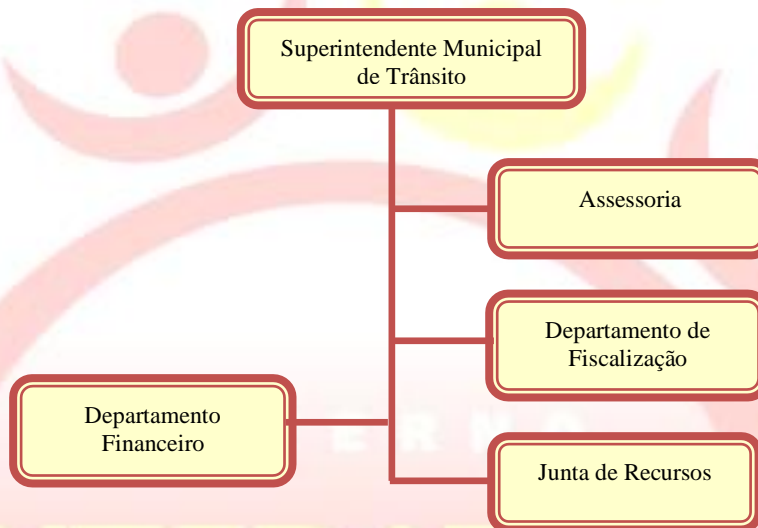 Superintendente Municipal
de Trânsito
Assessoria
Departamento de
Fiscalização
Departamento
Financeiro
E R N O
Junta de Recursos